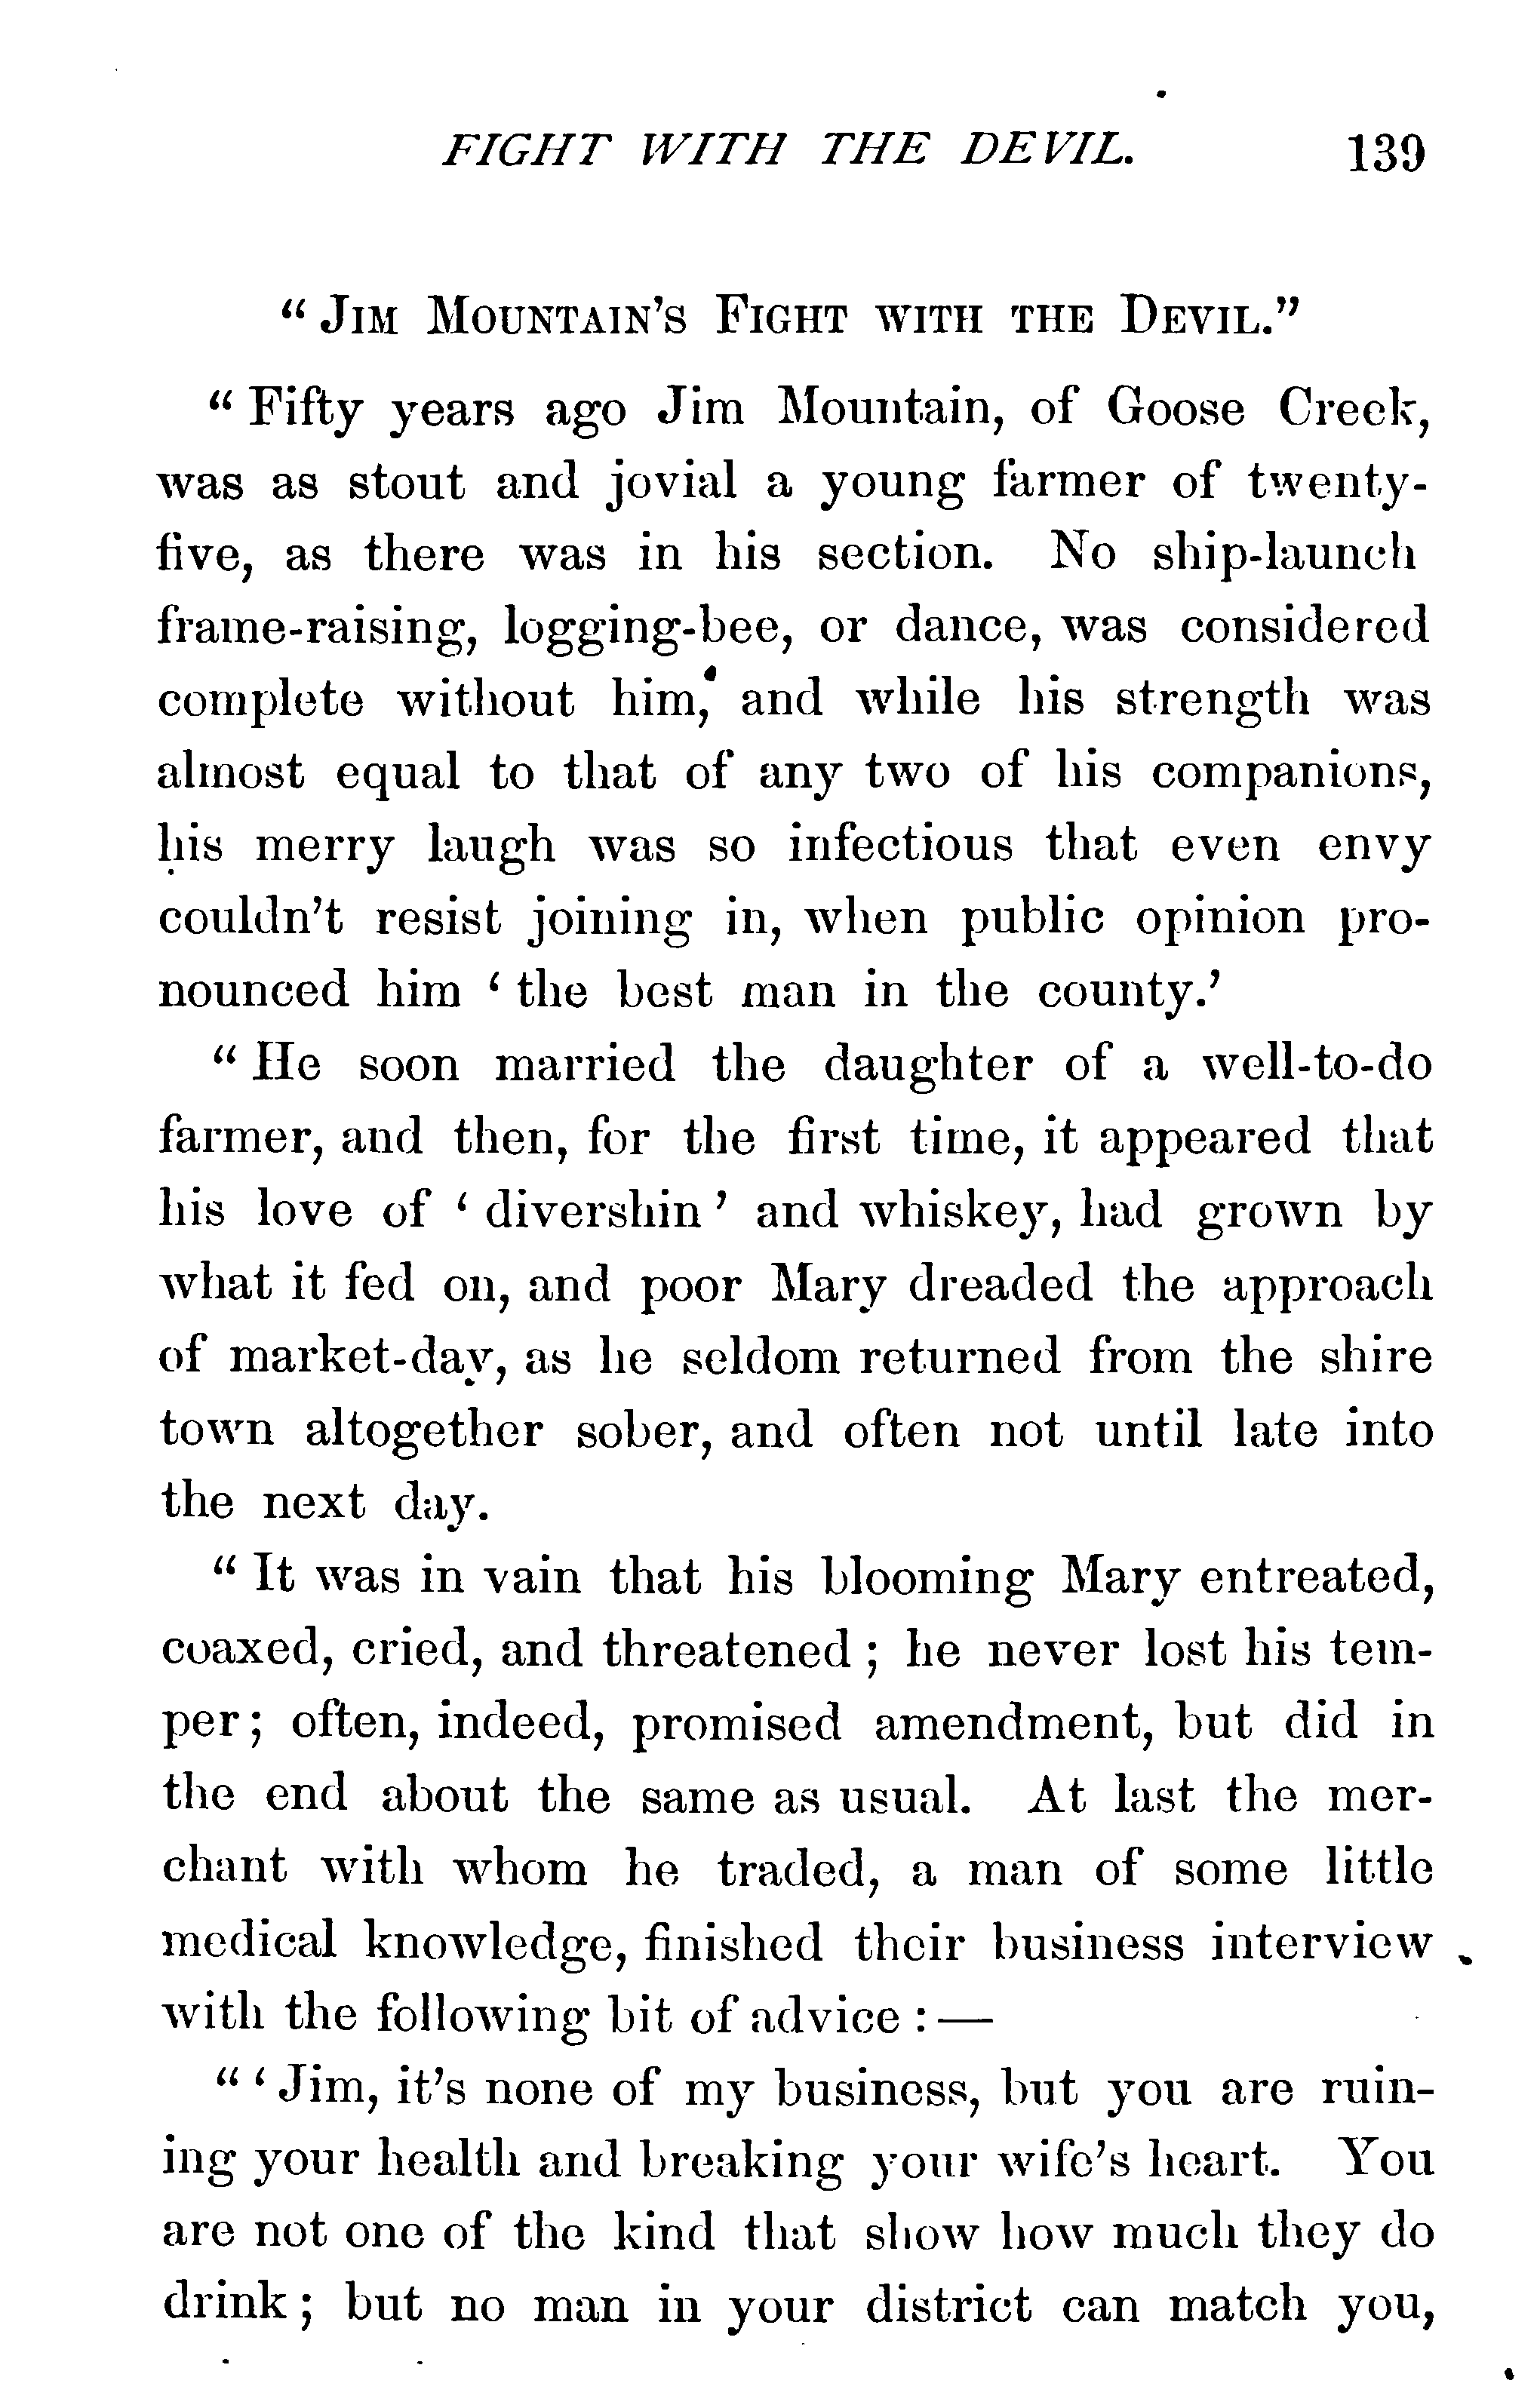 FIGHT WITH THE DEVIL. 139
“ JIM MOUNTAIN'S FIGHT WITH THE DEVIL.”
“ Fifty years ago Jim Mountain, of Goose Creek,
was as stout and jovial a young farmer of twenty-
five, as there was in his section. No ship-launch
frame-raising, logging-bee, or dance, was considered
complete without him, and while his strength was
almost equal to that of any two of his companions,
his merry laugh was so infectious that even envy
couldn't resist joining in, when public opinion pro-
nounced him ‘ the best man in the county.’
“ He soon married the daughter of a well-to-do
farmer, and then, for the first time, it appeared that
his love of ‘ divershin ’ and whiskey, had grown by
what it fed on, and poor Mary dreaded the approach
of market-day, as he seldom returned from the shire
town altogether sober, and often not until late into
the next day.
“ It was in vain that his blooming Mary entreated,
coaxed, cried, and threatened ; he never lost his tem-
per ; often, indeed, promised amendment, but did in
the end about the same as usual. At last the mer-
chant with whom he traded, a man of some little
medical knowledge, finished their business interview
with the following bit of advice : —
“ ‘ Jim, it's none of my business, but you are ruin-
ing your health and breaking your wife's heart. You
are not one of the kind that show how much they do
drink ; but no man in your district can match you,